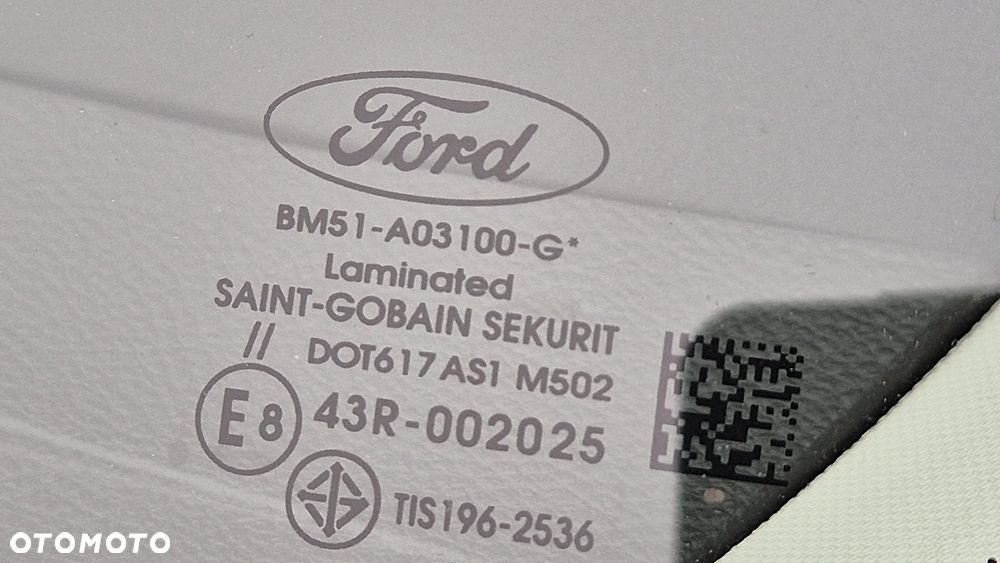 Ford
BM51-A03100-G*
Laminated
SAINT-GOBAIN SEKURIT
// DOT617 AS1 M502
E8 43R-002025
TIS196-2536
OTOMOTO